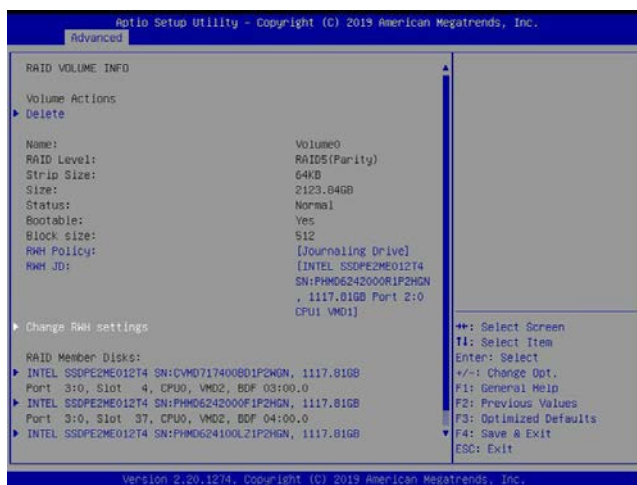 Aptio Setup Utility - Copyright (C) 2019 American Megatrends, Inc.
Advanced
RAID VOLUME INFO
Volume Actions
Delete
Name: Volume0
RAID Level: RAID5(Parity)
Strip Size: 64KB
Size: 2123.84GB
Status: Normal
Bootable: Yes
Block size: 512
RWH Policy: [Journaling Drive]
RWH JD: [INTEL SSDPE2ME012T4
SN:PHMD6242000R1P2HGN
, 1117.81GB Port 2:0
CPU1 VMD1]
Change RWH settings
RAID Member Disks:
INTEL SSDPE2ME012T4 SN:CVMD7174008D1P2WGN, 1117.81GB
Port 3:0, Slot 4, CPU0, VMD2, BDF 03:00.0
INTEL SSDPE2ME012T4 SN:PHMD6242000F1P2HGN, 1117.81GB
Port 3:0, Slot 37, CPU0, VMD2, BDF 04:00.0
INTEL SSDPE2ME012T4 SN:PHMD624100LZ1P2HGN, 1117.81GB
→←: Select Screen
↑↓: Select Item
Enter: Select
+/-: Change Opt.
F1: General Help
F2: Previous Values
F3: Optimized Defaults
F4: Save & Exit
ESC: Exit
Version 2.20.1274. Copyright (C) 2019 American Megatrends, Inc.